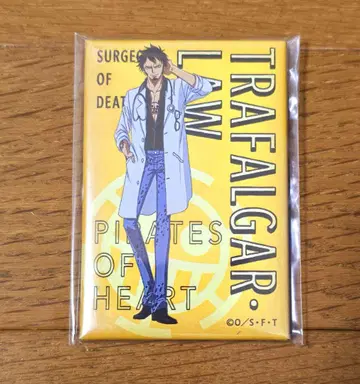 SURGE
OF
DEAT
TRAFALGAR・
LAW
PIRATES
OF
HEART
©O/S・F・T